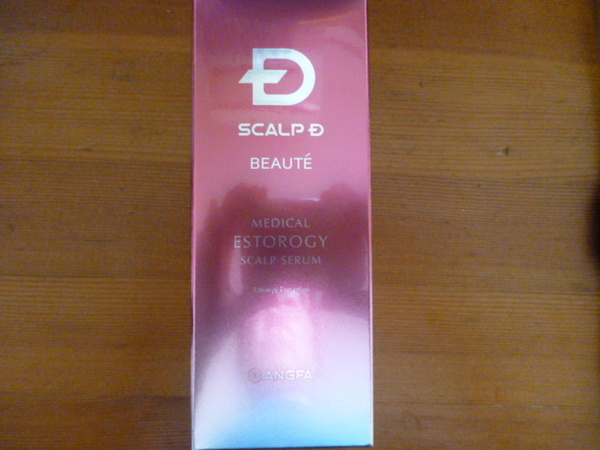 SCALP D
BEAUTÉ
MEDICAL
ESTOROGY
SCALP SERUM
ANGFA